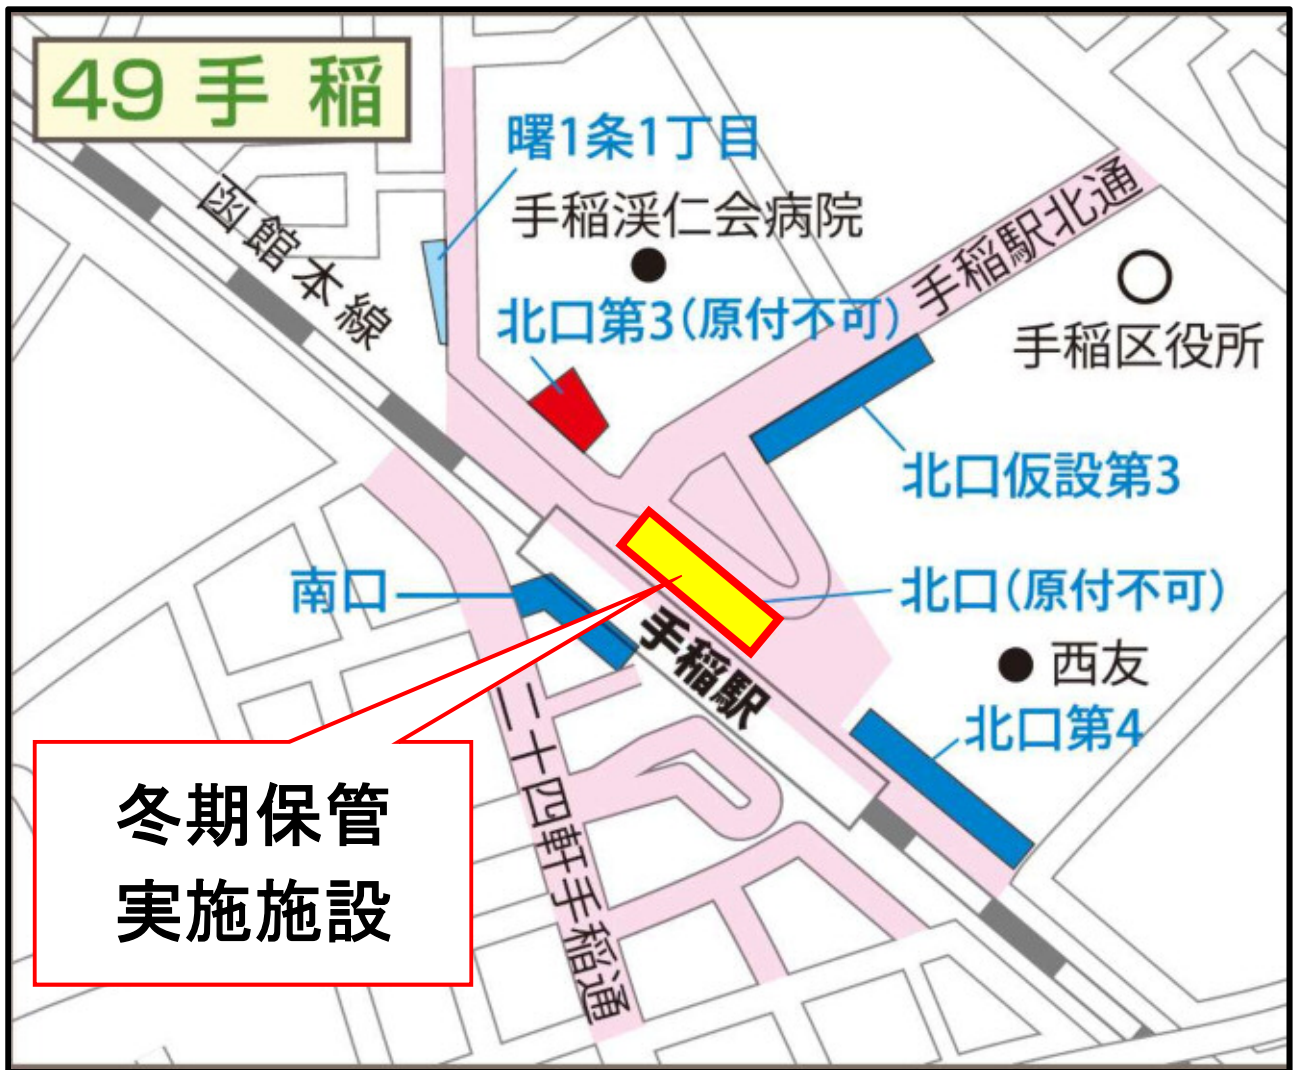 49 手 稲
曙1条1丁目
手稲渓仁会病院
函館本線
手稲駅北通
北口第3(原付不可)
手稲区役所
北口仮設第3
南口
北口(原付不可)
手稲駅
西友
北口第4
二十四軒手稲通
冬期保管
実施施設